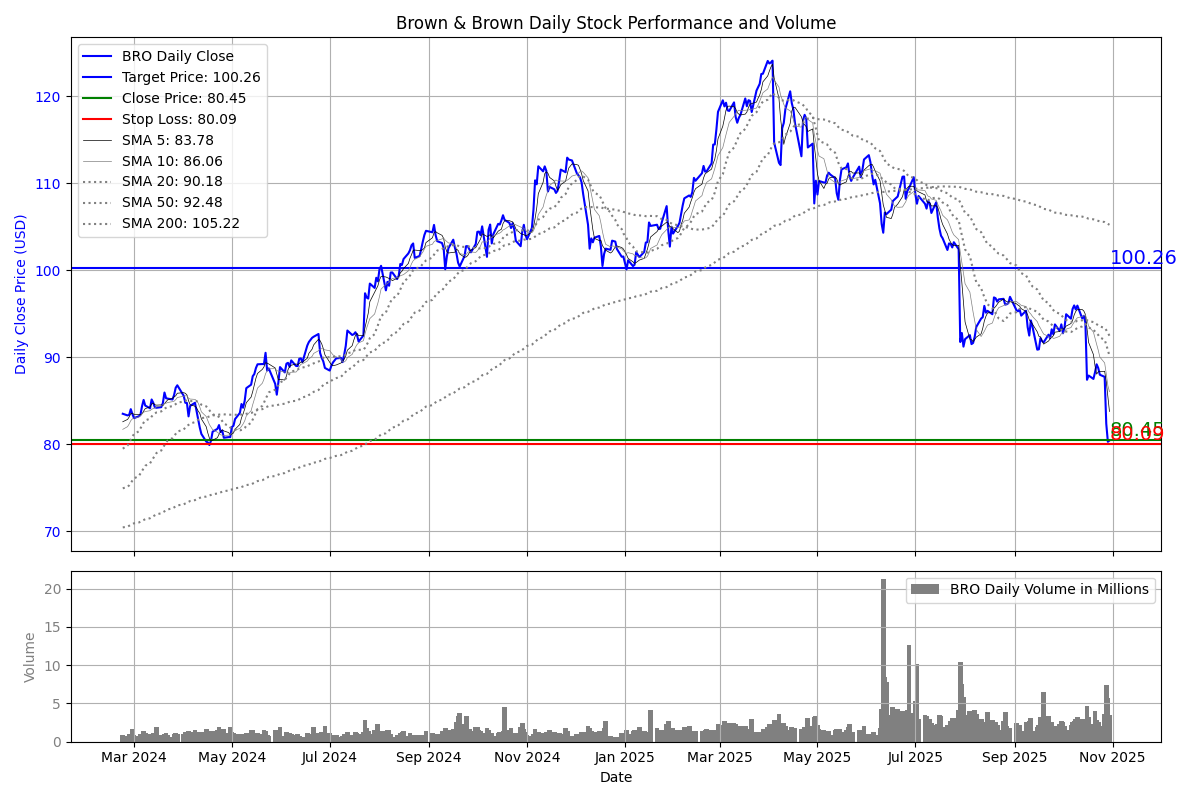 Brown & Brown Daily Stock Performance and Volume
BRO Daily Close
Target Price: 100.26
Close Price: 80.45
Stop Loss: 80.09
SMA 5: 83.78
SMA 10: 86.06
SMA 20: 90.18
SMA 50: 92.48
SMA 200: 105.22
Daily Close Price (USD)
120
110
100
90
80
70
100.26
80.45
80.09
BRO Daily Volume in Millions
Volume
20
15
10
5
0
Mar 2024 May 2024 Jul 2024 Sep 2024 Nov 2024 Jan 2025 Mar 2025 May 2025 Jul 2025 Sep 2025 Nov 2025
Date